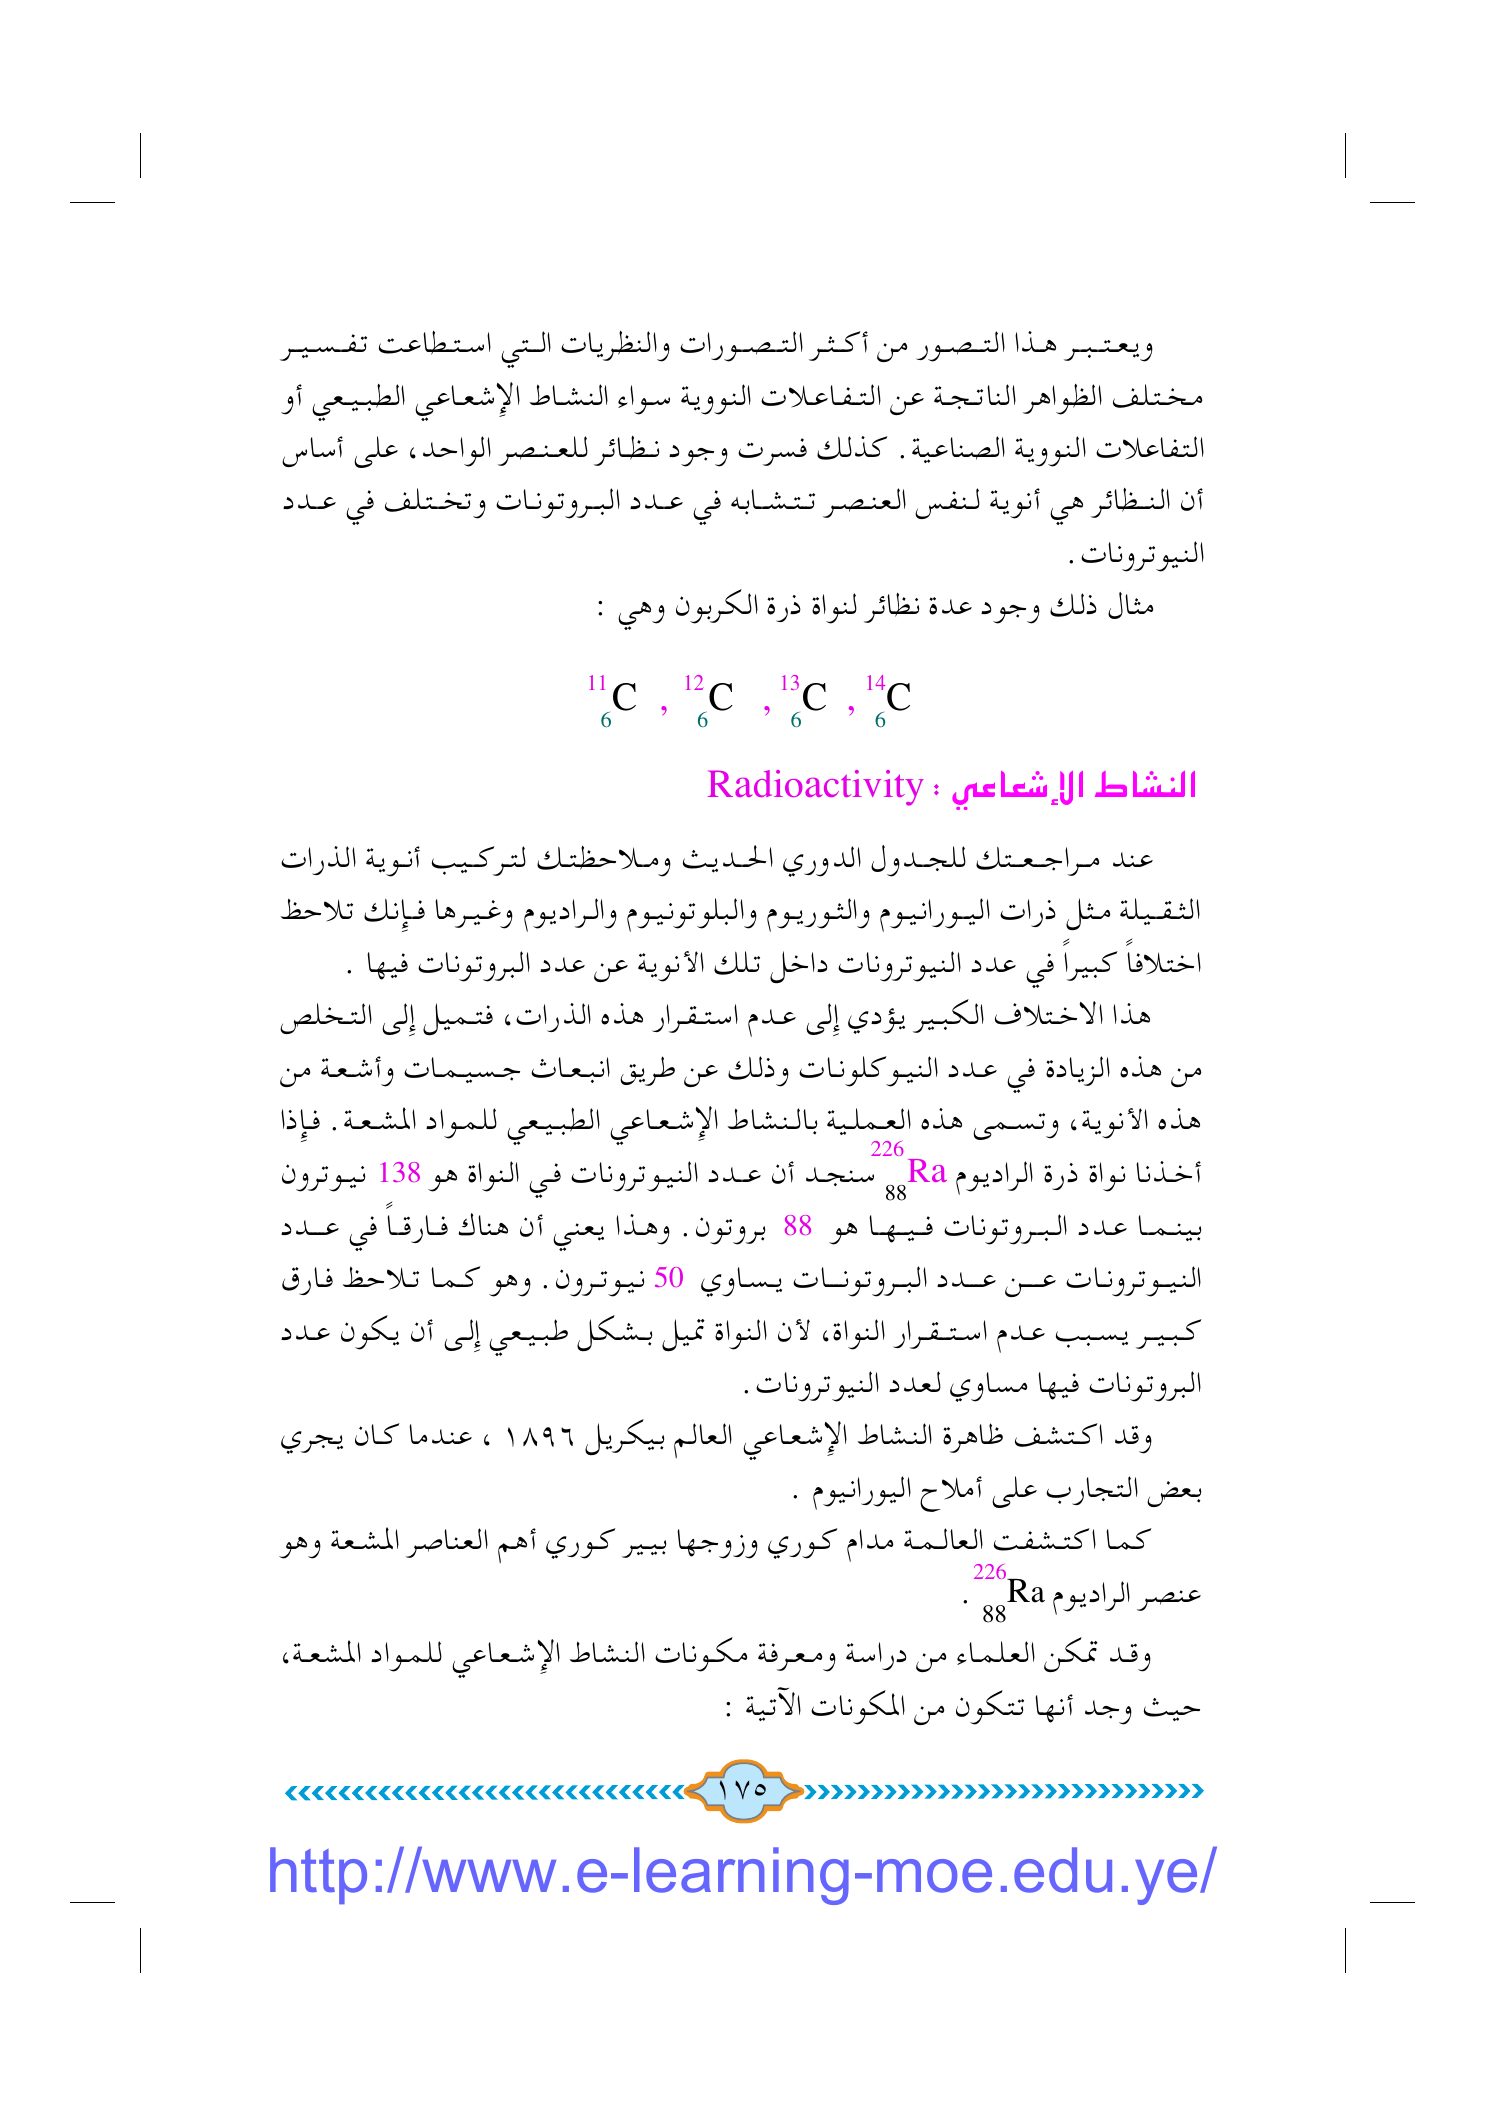 ويعتبر هذا التصور من أكثر التصورات والنظريات التي استطاعت تفسير
مختلف الظواهر الناتجة عن التفاعلات النووية سواء النشاط الإشعاعي الطبيعي أو
التفاعلات النووية الصناعية . كذلك فسرت وجود نظائر للعنصر الواحد، على أساس
أن النظائر هي أنوية لنفس العنصر تتشابه في عدد البروتونات وتختلف في عدد
النيوترونات .
مثال ذلك وجود عدة نظائر لنواة ذرة الكربون وهي :
¹¹₆C , ¹²₆C , ¹³₆C , ¹⁴₆C
النشاط الإشعاعي : Radioactivity
عند مراجعتك للجدول الدوري الحديث وملاحظتك لتركيب أنوية الذرات
الثقيلة مثل ذرات اليورانيوم والثوريوم والبلوتونيوم والراديوم وغيرها فإنك تلاحظ
اختلافاً كبيراً في عدد النيوترونات داخل تلك الأنوية عن عدد البروتونات فيها .
هذا الاختلاف الكبير يؤدي إلى عدم استقرار هذه الذرات، فتميل إلى التخلص
من هذه الزيادة في عدد النيوكلونات وذلك عن طريق انبعاث جسيمات وأشعة من
هذه الأنوية، وتسمى هذه العملية بالنشاط الإشعاعي الطبيعي للمواد المشعة . فإذا
أخذنا نواة ذرة الراديوم ²²⁶₈₈Ra سنجد أن عدد النيوترونات في النواة هو 138 نيوترون
بينما عدد البروتونات فيها هو 88 بروتون . وهذا يعني أن هناك فارقاً في عدد
النيوترونات عن عدد البروتونات يساوي 50 نيوترون . وهو كما تلاحظ فارق
كبير يسبب عدم استقرار النواة، لأن النواة تميل بشكل طبيعي إلى أن يكون عدد
البروتونات فيها مساوي لعدد النيوترونات .
وقد اكتشف ظاهرة النشاط الإشعاعي العالم بيكريل ١٨٩٦ ، عندما كان يجري
بعض التجارب على أملاح اليورانيوم .
كما اكتشفت العالمة مدام كوري وزوجها بيير كوري أهم العناصر المشعة وهو
عنصر الراديوم ²²⁶₈₈Ra .
وقد تمكن العلماء من دراسة ومعرفة مكونات النشاط الإشعاعي للمواد المشعة،
حيث وجد أنها تتكون من المكونات الآتية :
١٧٥
http://www.e-learning-moe.edu.ye/